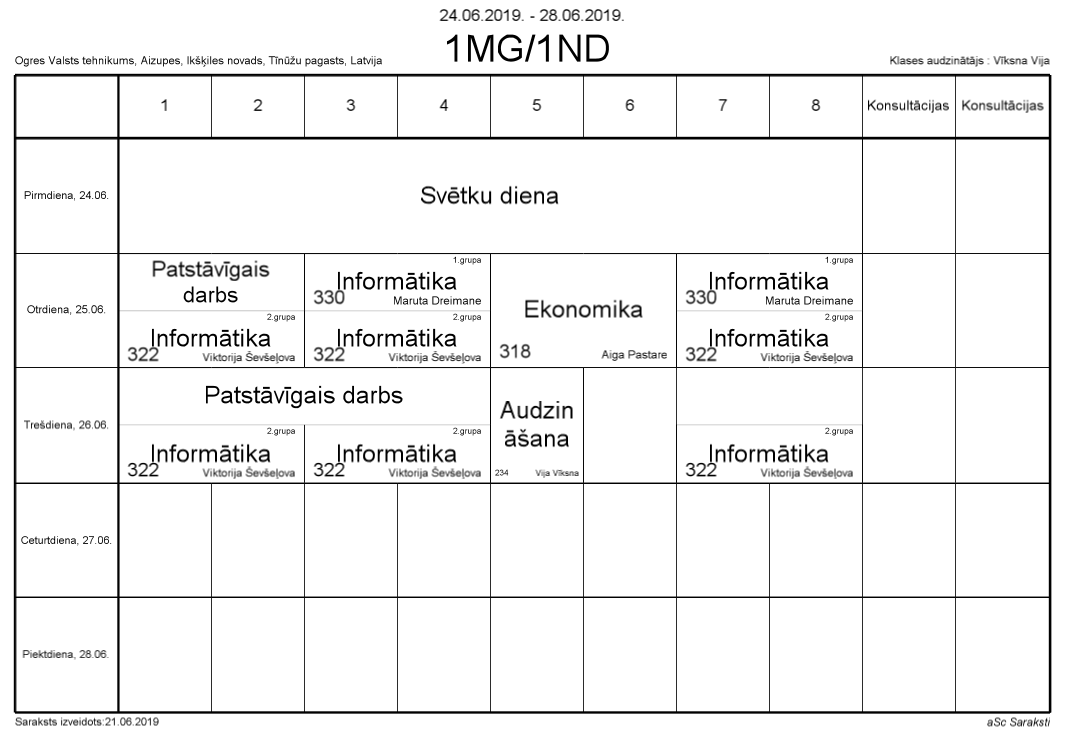 24.06.2019. - 28.06.2019.
1MG/1ND
Ogres Valsts tehnikums, Aizupes, Ikšķiles novads, Tīnūžu pagasts, Latvija
Klases audzinātājs : Vīksna Vija
1 2 3 4 5 6 7 8 Konsultācijas Konsultācijas
Pirmdiena, 24.06.
Svētku diena
Otrdiena, 25.06.
Patstāvīgais
darbs
2.grupa
Informātika
322 Viktorija Ševšeļova
1.grupa
Informātika
330 Maruta Dreimane
2.grupa
Informātika
322 Viktorija Ševšeļova
Ekonomika
318 Aiga Pastare
1.grupa
Informātika
330 Maruta Dreimane
2.grupa
Informātika
322 Viktorija Ševšeļova
Trešdiena, 26.06.
Patstāvīgais darbs
2.grupa
Informātika
322 Viktorija Ševšeļova
2.grupa
Informātika
322 Viktorija Ševšeļova
Audzin
āšana
234 Vija Vīksna
2.grupa
Informātika
322 Viktorija Ševšeļova
Ceturtdiena, 27.06.
Piektdiena, 28.06.
Saraksts izveidots:21.06.2019
aSc Saraksti